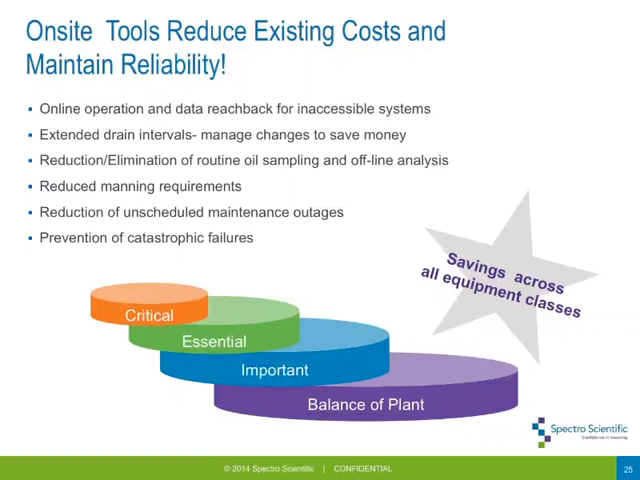 Onsite  Tools Reduce Existing Costs and
Maintain Reliability!
▪ Online operation and data reachback for inaccessible systems
▪ Extended drain intervals- manage changes to save money
▪ Reduction/Elimination of routine oil sampling and off-line analysis
▪ Reduced manning requirements
▪ Reduction of unscheduled maintenance outages
▪ Prevention of catastrophic failures
Savings  across
all equipment classes
Critical
Essential
Important
Balance of Plant
Spectro Scientific
Confidence in Knowing
© 2014 Spectro Scientific | CONFIDENTIAL
25